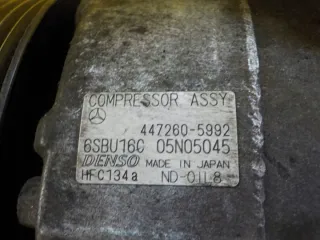 COMPRESSOR ASSY
447260-5992
6SBU16C 05N05045
DENSO MADE IN JAPAN
HFC134a ND-OIL8